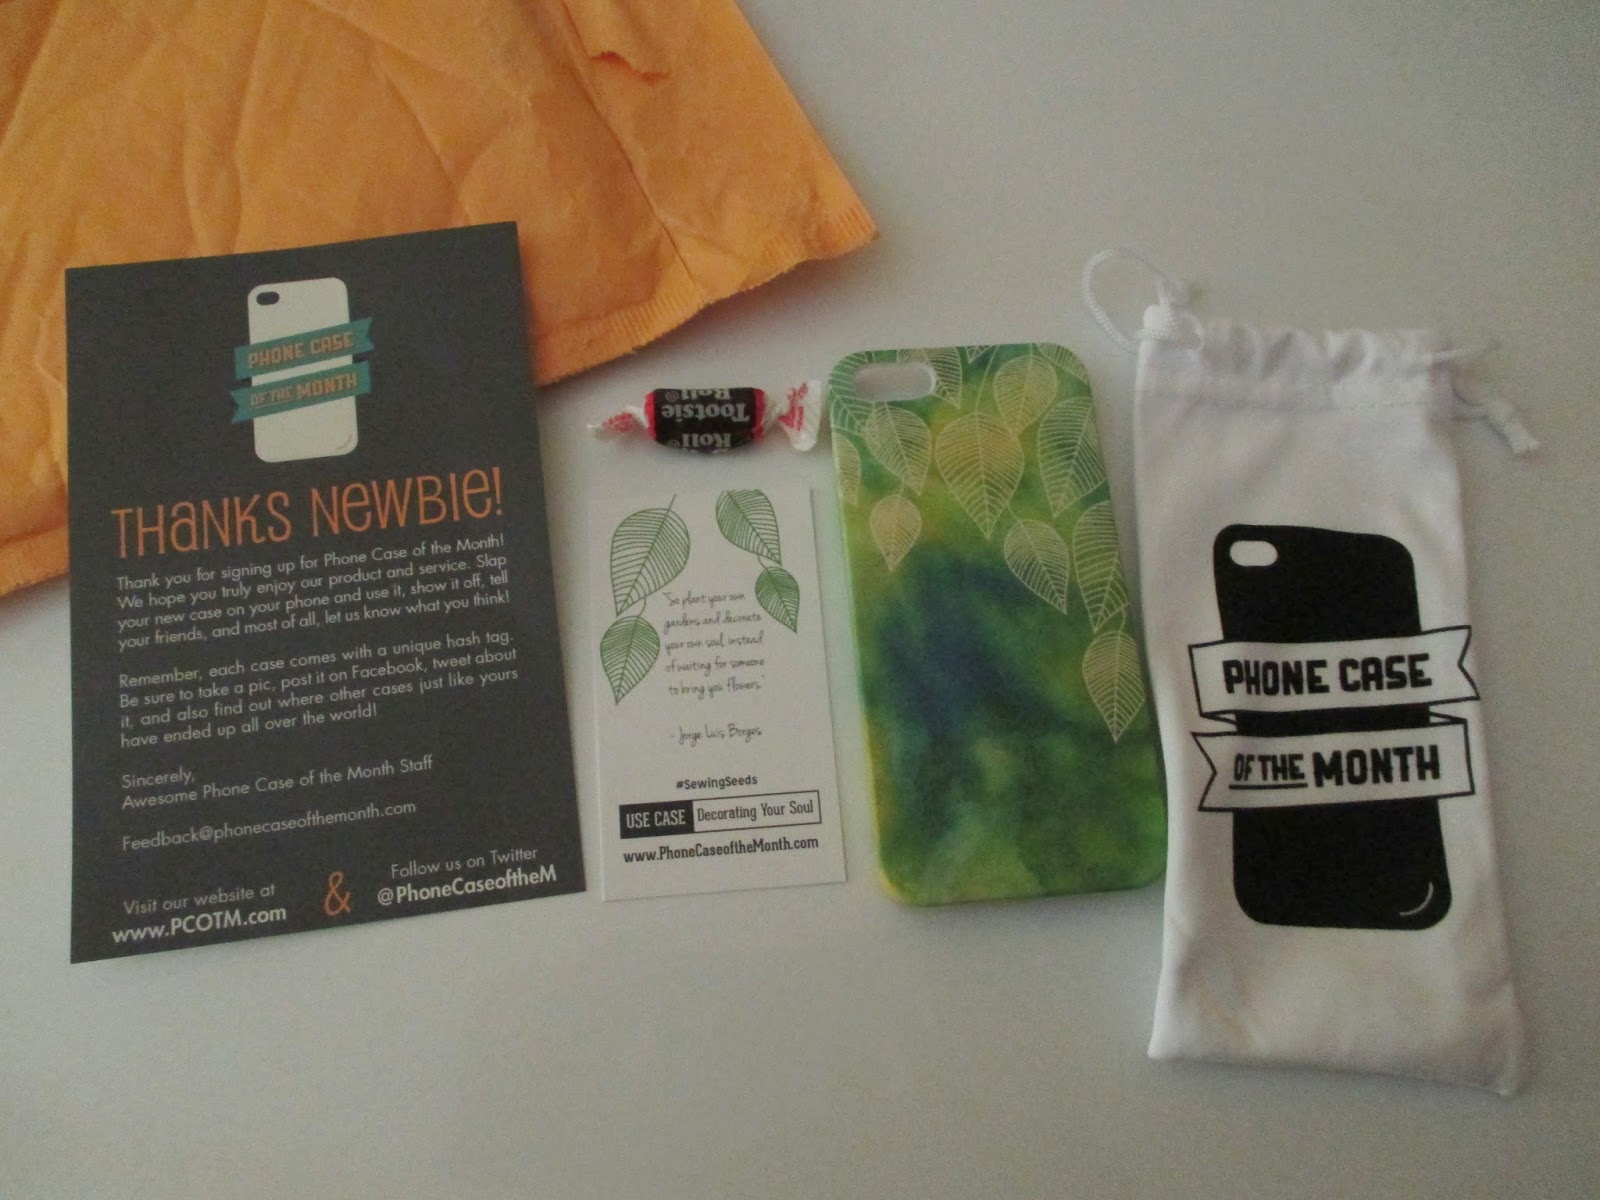 PHONE CASE
OF THE MONTH
THANKS NEWBIE!
Thank you for signing up for Phone Case of the Month!
We hope you truly enjoy our product and service. Slap
your new case on your phone and use it, show it off, tell
your friends, and most of all, let us know what you think!
Remember, each case comes with a unique hash tag.
Be sure to take a pic, post it on Facebook, tweet about
it, and also find out where other cases just like yours
have ended up all over the world!
Sincerely,
Awesome Phone Case of the Month Staff
Feedback@phonecaseofthemonth.com
Visit our website at
www.PCOTM.com
&
Follow us on Twitter
@PhoneCaseoftheM
Tootsie
Roll®
Roll
"So plant your own
gardens and decorate
your own soul, instead
of waiting for someone
to bring you flowers."
- Jorge Luis Borges
#SewingSeeds
USE CASE Decorating Your Soul
www.PhoneCaseoftheMonth.com
PHONE CASE
OF THE MONTH